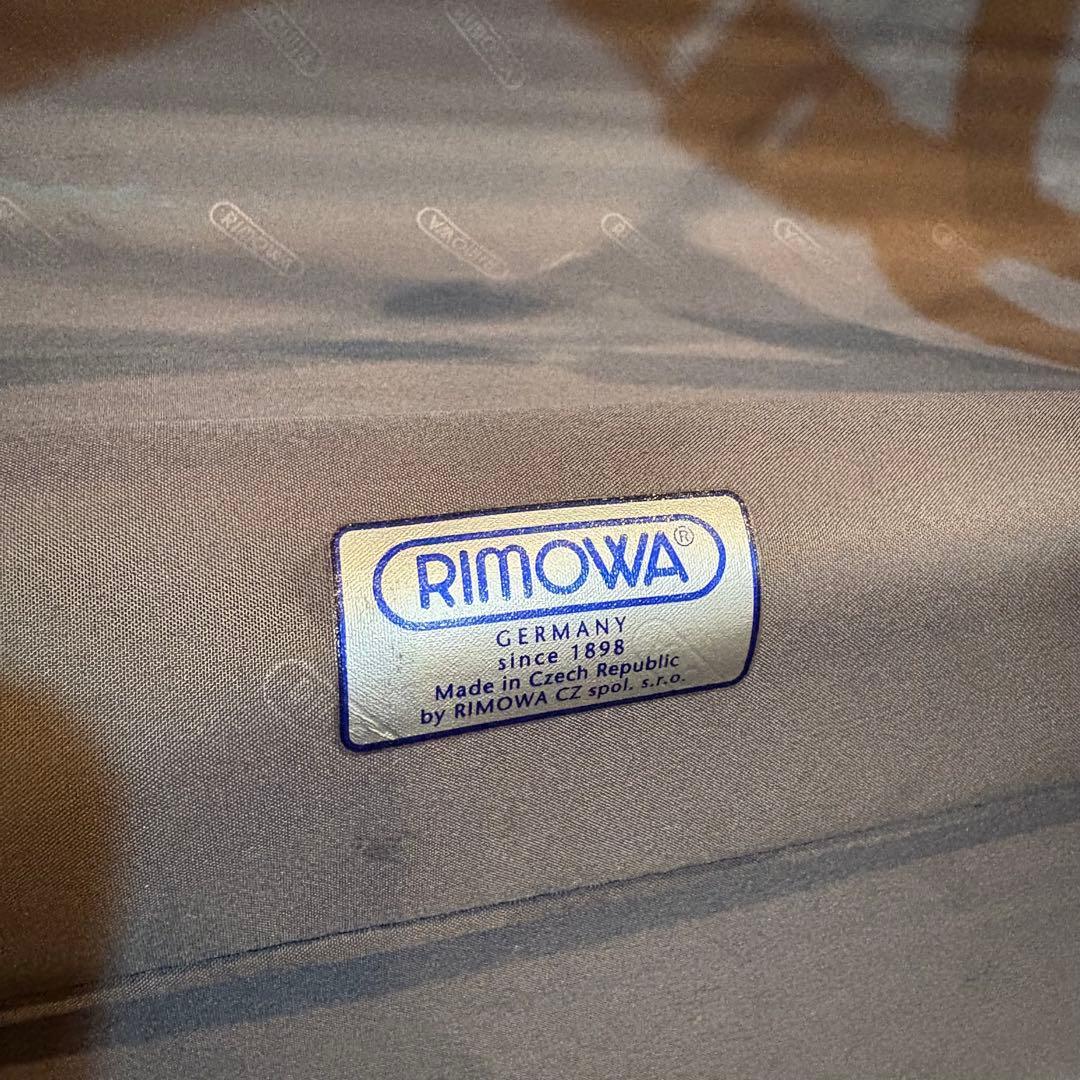 RIMOWA®
GERMANY
since 1898
Made in Czech Republic
by RIMOWA CZ spol. s.r.o.